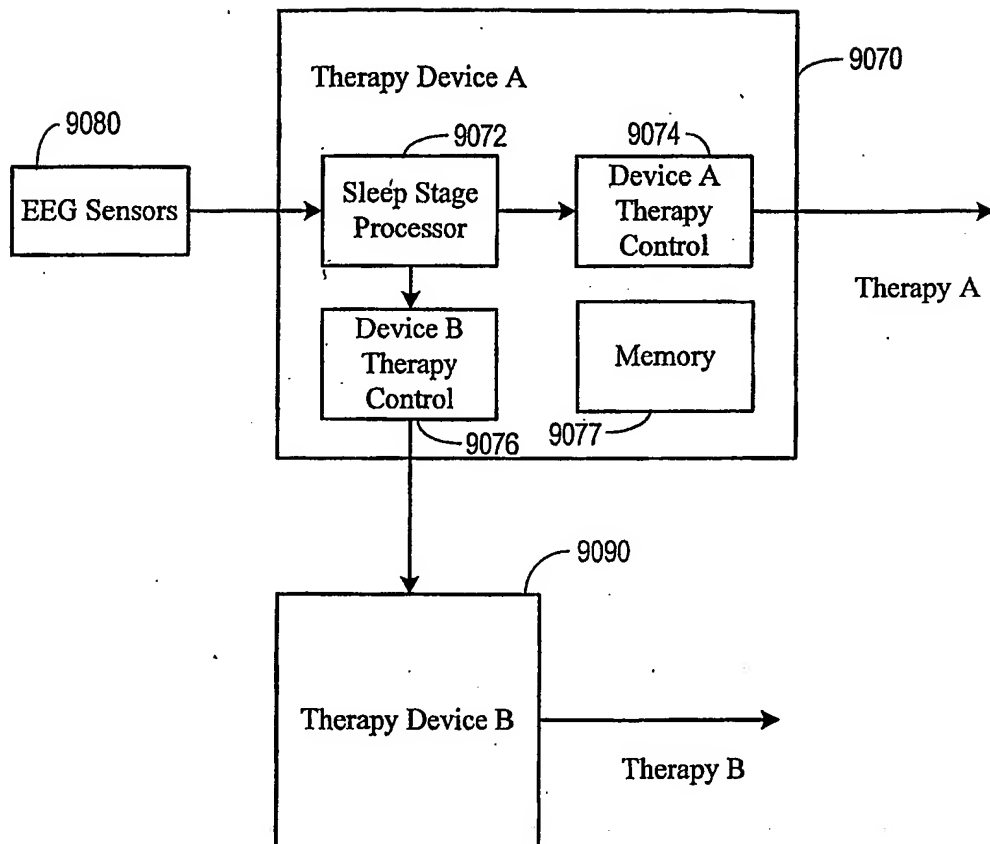 Therapy Device A
9070
9080
9072
9074
EEG Sensors
Sleep Stage
Processor
Device A
Therapy
Control
Therapy A
Device B
Therapy
Control
Memory
9076
9077
9090
Therapy Device B
Therapy B